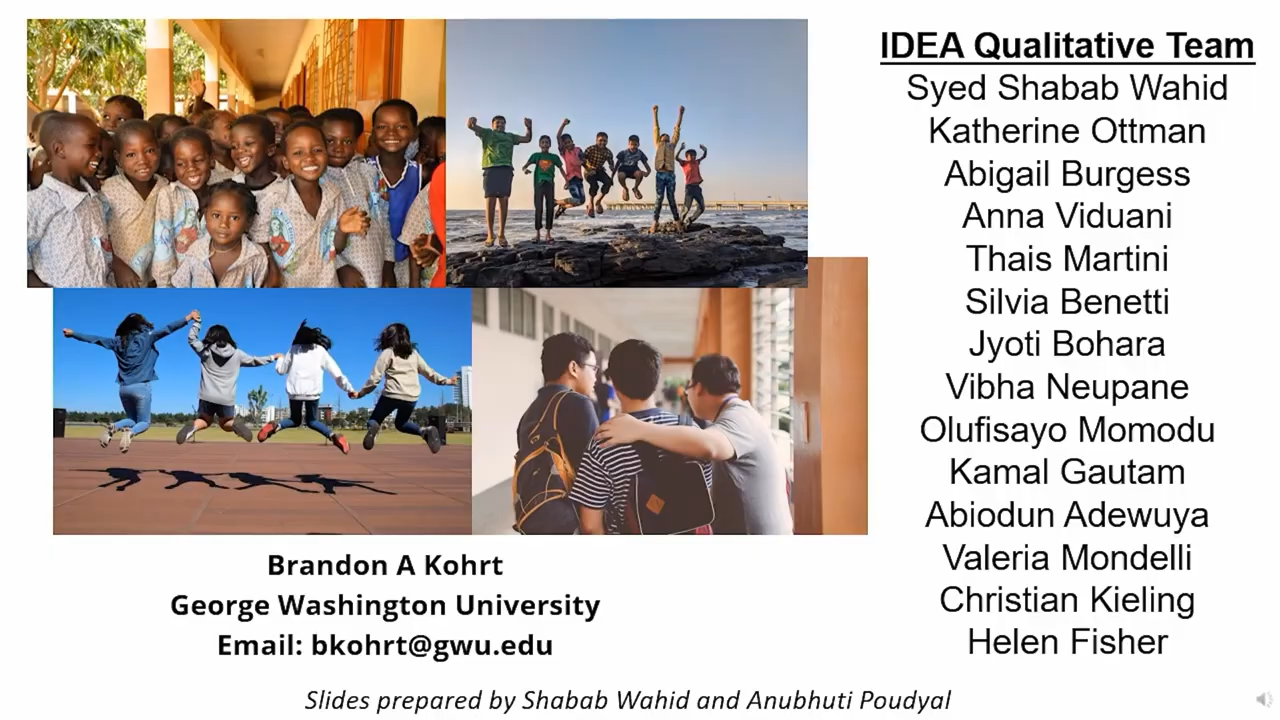 IDEA Qualitative Team
Syed Shabab Wahid
Katherine Ottman
Abigail Burgess
Anna Viduani
Thais Martini
Silvia Benetti
Jyoti Bohara
Vibha Neupane
Olufisayo Momodu
Kamal Gautam
Abiodun Adewuya
Valeria Mondelli
Christian Kieling
Helen Fisher
Brandon A Kohrt
George Washington University
Email: bkohrt@gwu.edu
Slides prepared by Shabab Wahid and Anubhuti Poudyal